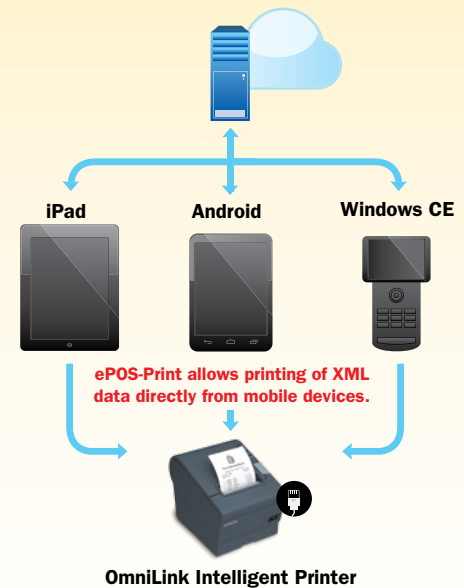 iPad
Android
Windows CE
ePOS-Print allows printing of XML
data directly from mobile devices.
OmniLink Intelligent Printer